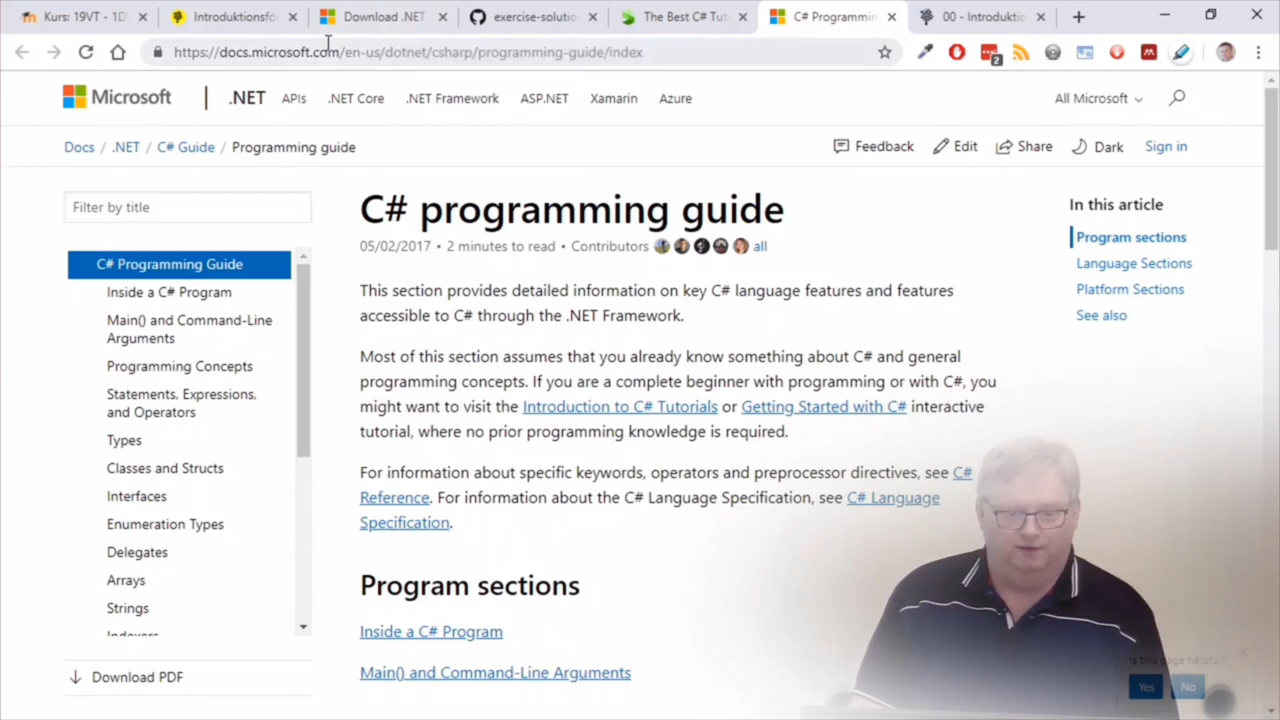 Kurs: 19VT - 1D
Introduktionsfö
Download .NET
exercise-solutio
The Best C# Tut
C# Programmin
00 - Introduktio
https://docs.microsoft.com/en-us/dotnet/csharp/programming-guide/index
2
Microsoft
.NET
APIs
.NET Core
.NET Framework
ASP.NET
Xamarin
Azure
All Microsoft
Docs / .NET / C# Guide / Programming guide
Feedback
Edit
Share
Dark
Sign in
Filter by title
C# Programming Guide
Inside a C# Program
Main() and Command-Line
Arguments
Programming Concepts
Statements, Expressions,
and Operators
Types
Classes and Structs
Interfaces
Enumeration Types
Delegates
Arrays
Strings
Indexers
Download PDF
C# programming guide
05/02/2017 • 2 minutes to read • Contributors all
This section provides detailed information on key C# language features and features
accessible to C# through the .NET Framework.
Most of this section assumes that you already know something about C# and general
programming concepts. If you are a complete beginner with programming or with C#, you
might want to visit the Introduction to C# Tutorials or Getting Started with C# interactive
tutorial, where no prior programming knowledge is required.
For information about specific keywords, operators and preprocessor directives, see C#
Reference. For information about the C# Language Specification, see C# Language
Specification.
Program sections
Inside a C# Program
Main() and Command-Line Arguments
In this article
Program sections
Language Sections
Platform Sections
See also
Is this page helpful?
Yes
No